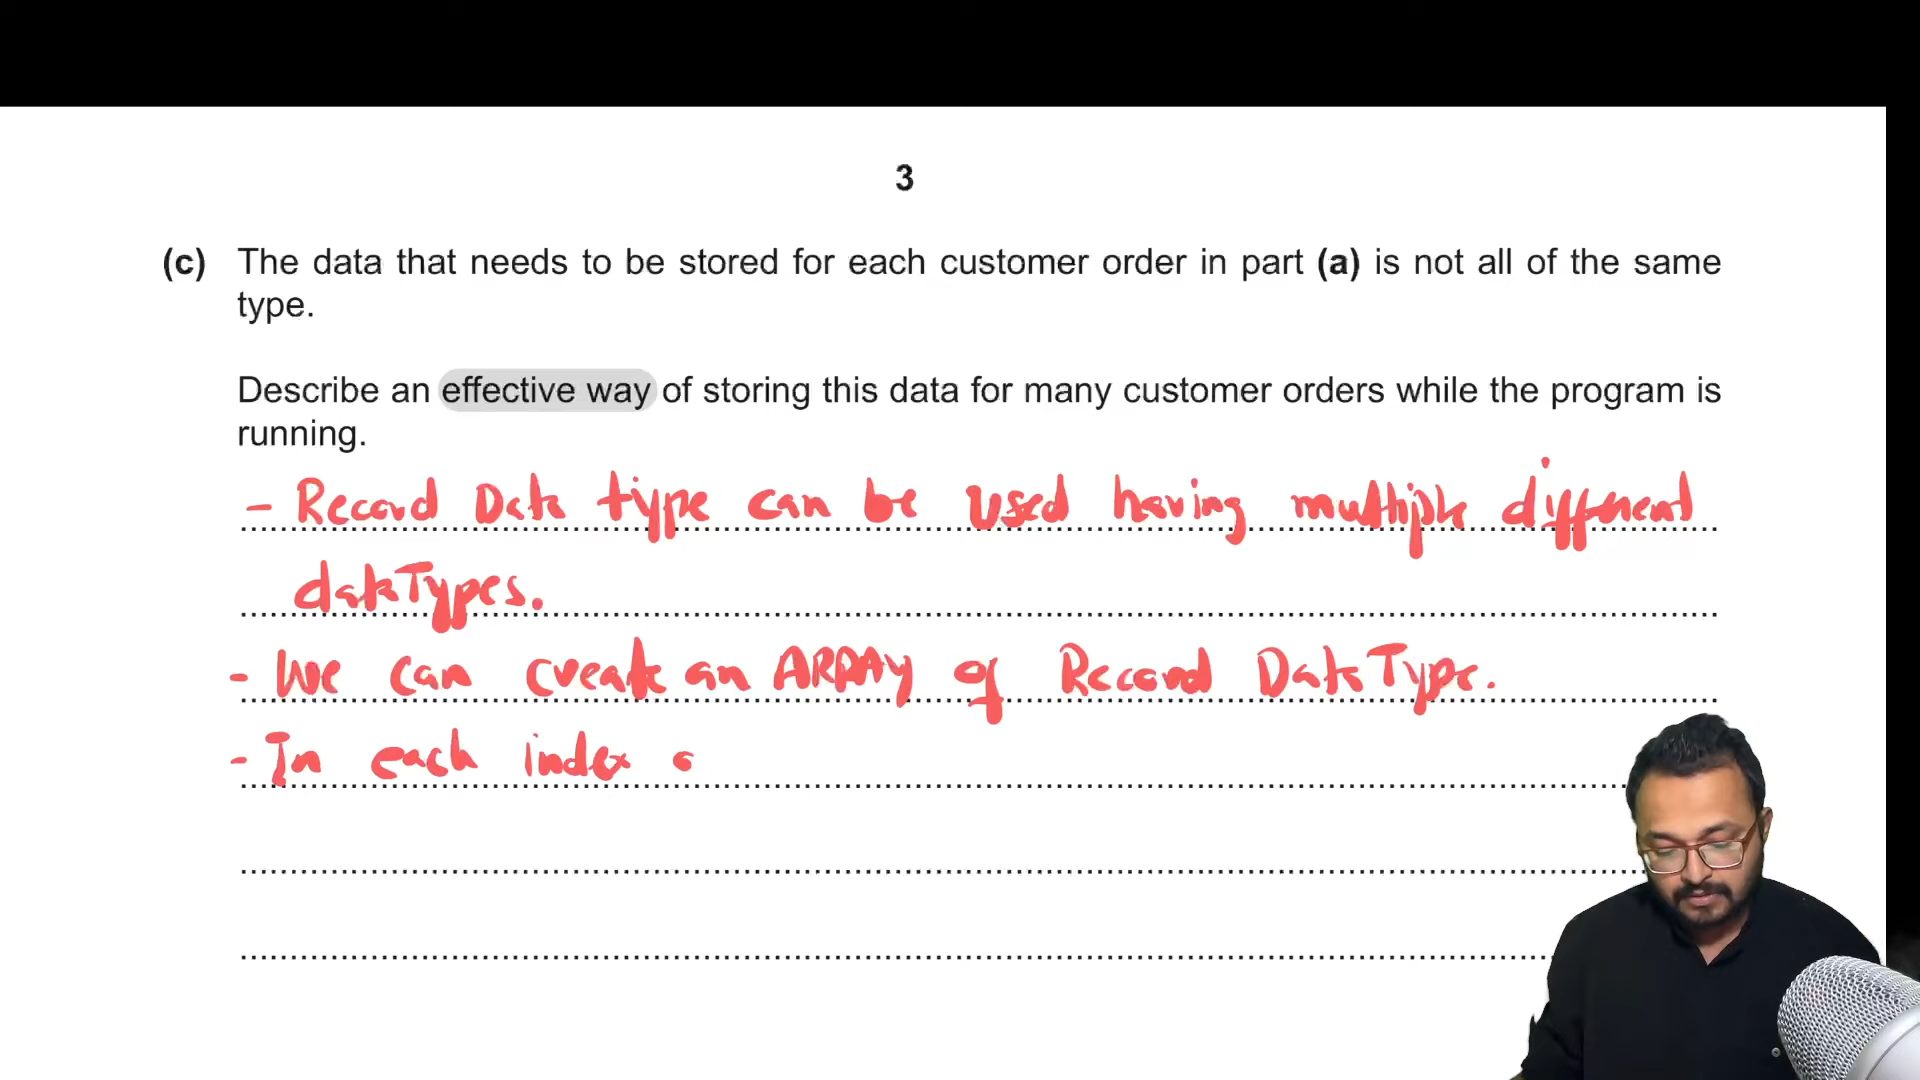 3
(c) The data that needs to be stored for each customer order in part (a) is not all of the same
type.
Describe an effective way of storing this data for many customer orders while the program is
running.
- Record Data type can be used having multiple different
dataTypes.
- We can create an ARRAY of Record DataType.
- In each index o